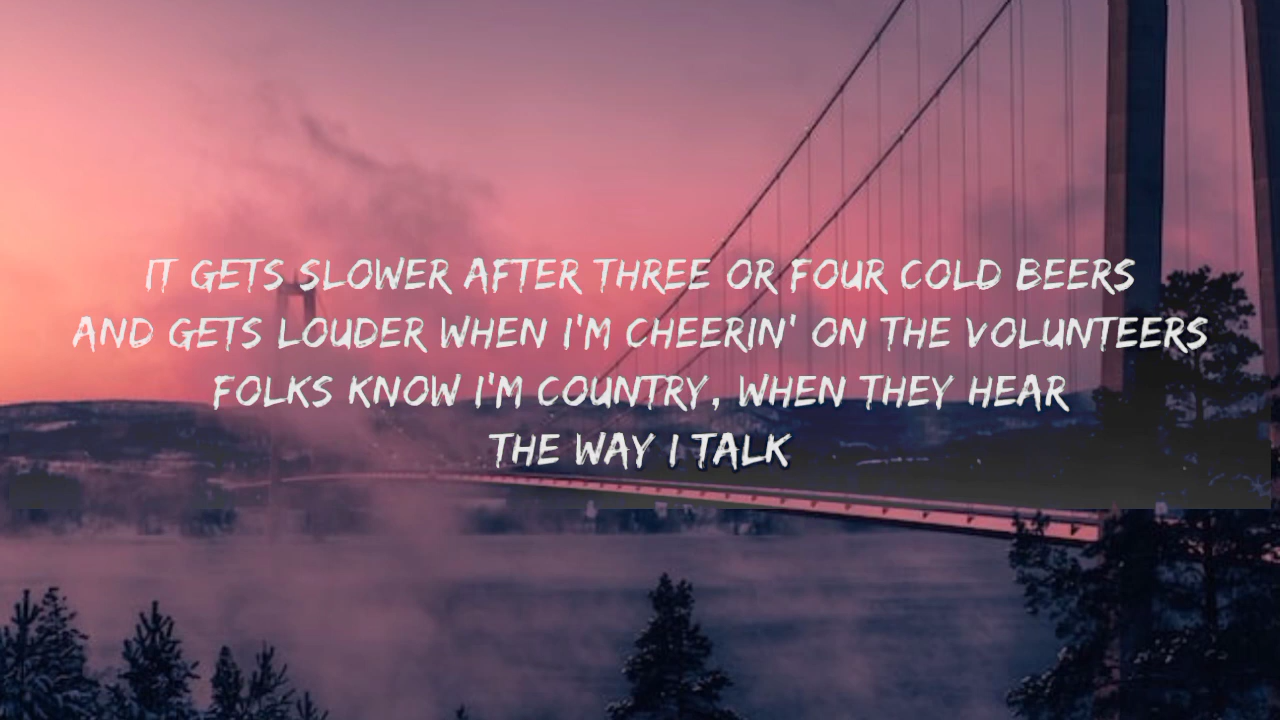 IT GETS SLOWER AFTER THREE OR FOUR COLD BEERS
AND GETS LOUDER WHEN I'M CHEERIN' ON THE VOLUNTEERS
FOLKS KNOW I'M COUNTRY, WHEN THEY HEAR
THE WAY I TALK